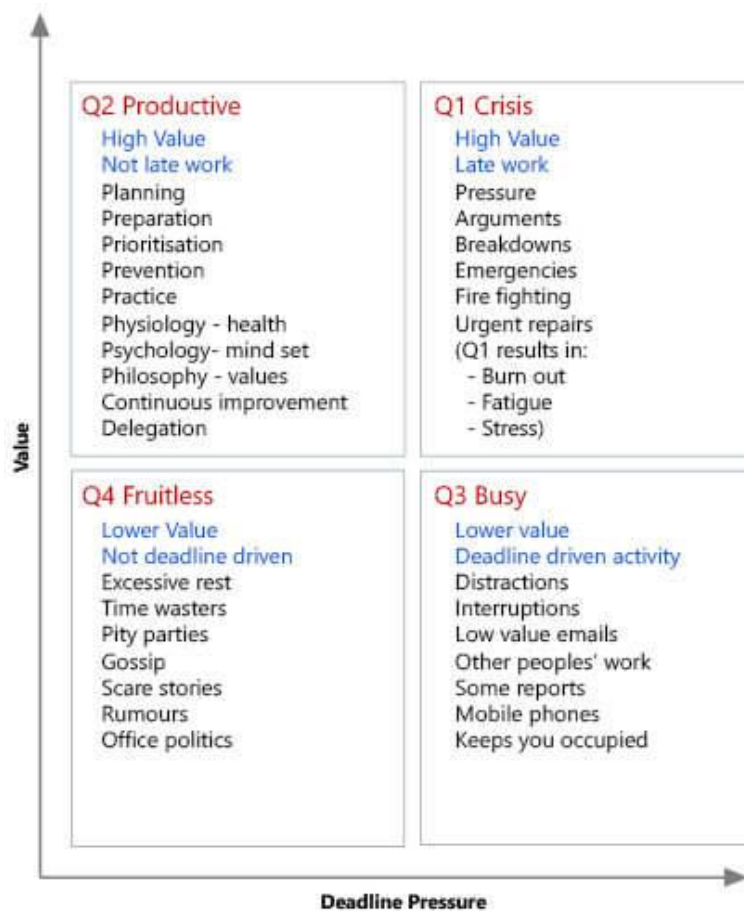 Q2 Productive
High Value
Not late work
Planning
Preparation
Prioritisation
Prevention
Practice
Physiology - health
Psychology- mind set
Philosophy - values
Continuous improvement
Delegation
Q1 Crisis
High Value
Late work
Pressure
Arguments
Breakdowns
Emergencies
Fire fighting
Urgent repairs
(Q1 results in:
- Burn out
- Fatigue
- Stress)
Value
Q4 Fruitless
Lower Value
Not deadline driven
Excessive rest
Time wasters
Pity parties
Gossip
Scare stories
Rumours
Office politics
Q3 Busy
Lower value
Deadline driven activity
Distractions
Interruptions
Low value emails
Other peoples' work
Some reports
Mobile phones
Keeps you occupied
Deadline Pressure